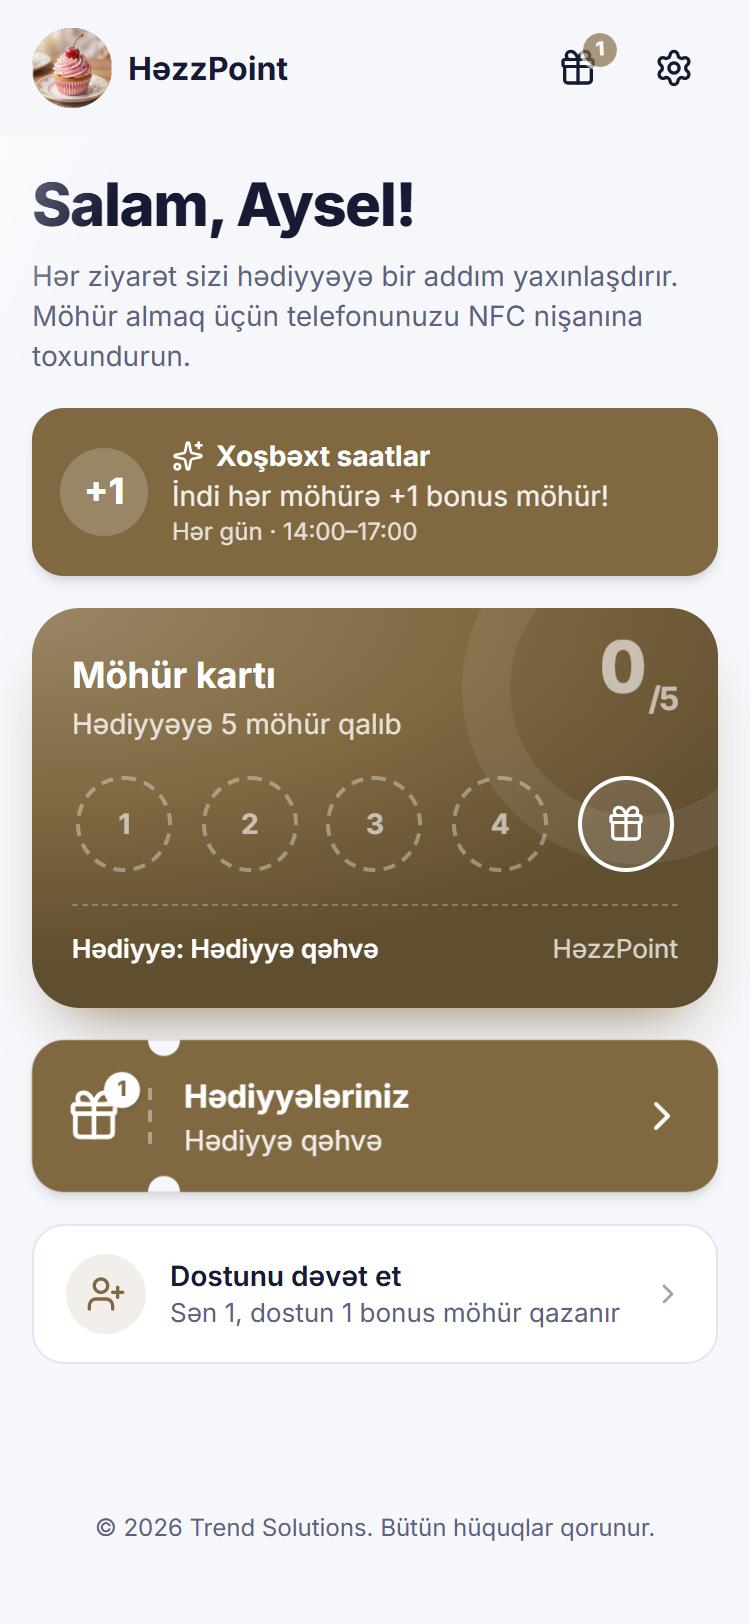 HəzzPoint
1
Salam, Aysel!
Hər ziyarət sizi hədiyyəyə bir addım yaxınlaşdırır.
Möhür almaq üçün telefonunuzu NFC nişanına
toxundurun.
+1
Xoşbəxt saatlar
İndi hər möhürə +1 bonus möhür!
Hər gün · 14:00–17:00
Möhür kartı
0/5
Hədiyyəyə 5 möhür qalıb
1 2 3 4
Hədiyyə: Hədiyyə qəhvə HəzzPoint
1
Hədiyyələriniz
Hədiyyə qəhvə
Dostunu dəvət et
Sən 1, dostun 1 bonus möhür qazanır
© 2026 Trend Solutions. Bütün hüquqlar qorunur.